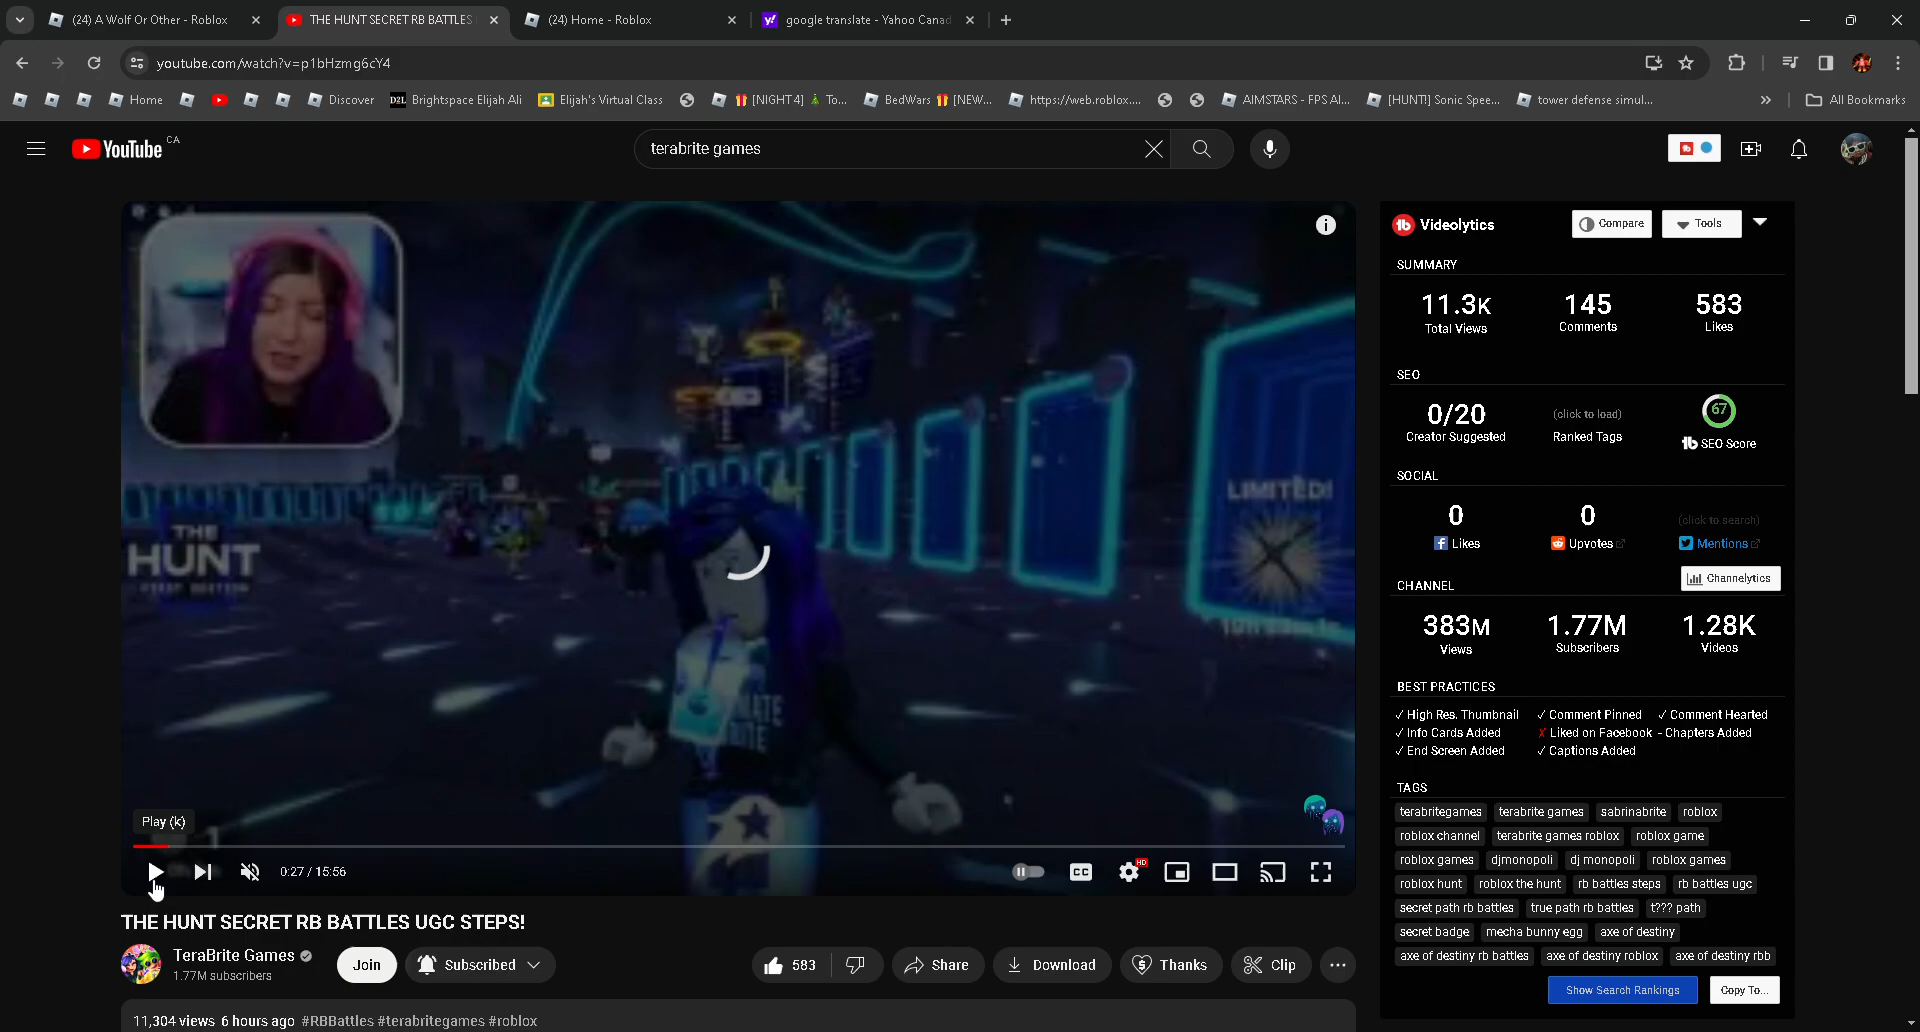 (24) A Wolf Or Other - Roblox
THE HUNT SECRET RB BATTLES
(24) Home - Roblox
google translate - Yahoo Canad
youtube.com/watch?v=p1bHzmg6cY4
Home
Discover
D2L Brightspace Elijah Ali
Elijah's Virtual Class
[NIGHT 4] To...
BedWars [NEW...
https://web.roblox....
AIMSTARS - FPS AI...
[HUNT!] Sonic Spee...
tower defense simul...
»
All Bookmarks
YouTube CA
terabrite games
THE
HUNT
FIRST EDITION
LIMITED!
Play (k)
0:27 / 15:56
CC
HD
THE HUNT SECRET RB BATTLES UGC STEPS!
TeraBrite Games
1.77M subscribers
Join
Subscribed
583
Share
Download
Thanks
Clip
11,304 views 6 hours ago #RBBattles #terabritegames #roblox
Videolytics
Compare
Tools
SUMMARY
11.3K 145 583
Total Views Comments Likes
SEO
0/20 (click to load) 67
Creator Suggested Ranked Tags SEO Score
SOCIAL
0 0 (click to search)
Likes Upvotes Mentions
CHANNEL
Channelytics
383M 1.77M 1.28K
Views Subscribers Videos
BEST PRACTICES
✓ High Res. Thumbnail ✓ Comment Pinned ✓ Comment Hearted
✓ Info Cards Added ✗ Liked on Facebook - Chapters Added
✓ End Screen Added ✓ Captions Added
TAGS
terabritegames terabrite games sabrinabrite roblox
roblox channel terabrite games roblox roblox game
roblox games djmonopoli dj monopoli roblox games
roblox hunt roblox the hunt rb battles steps rb battles ugc
secret path rb battles true path rb battles t??? path
secret badge mecha bunny egg axe of destiny
axe of destiny rb battles axe of destiny roblox axe of destiny rbb
Show Search Rankings
Copy To...